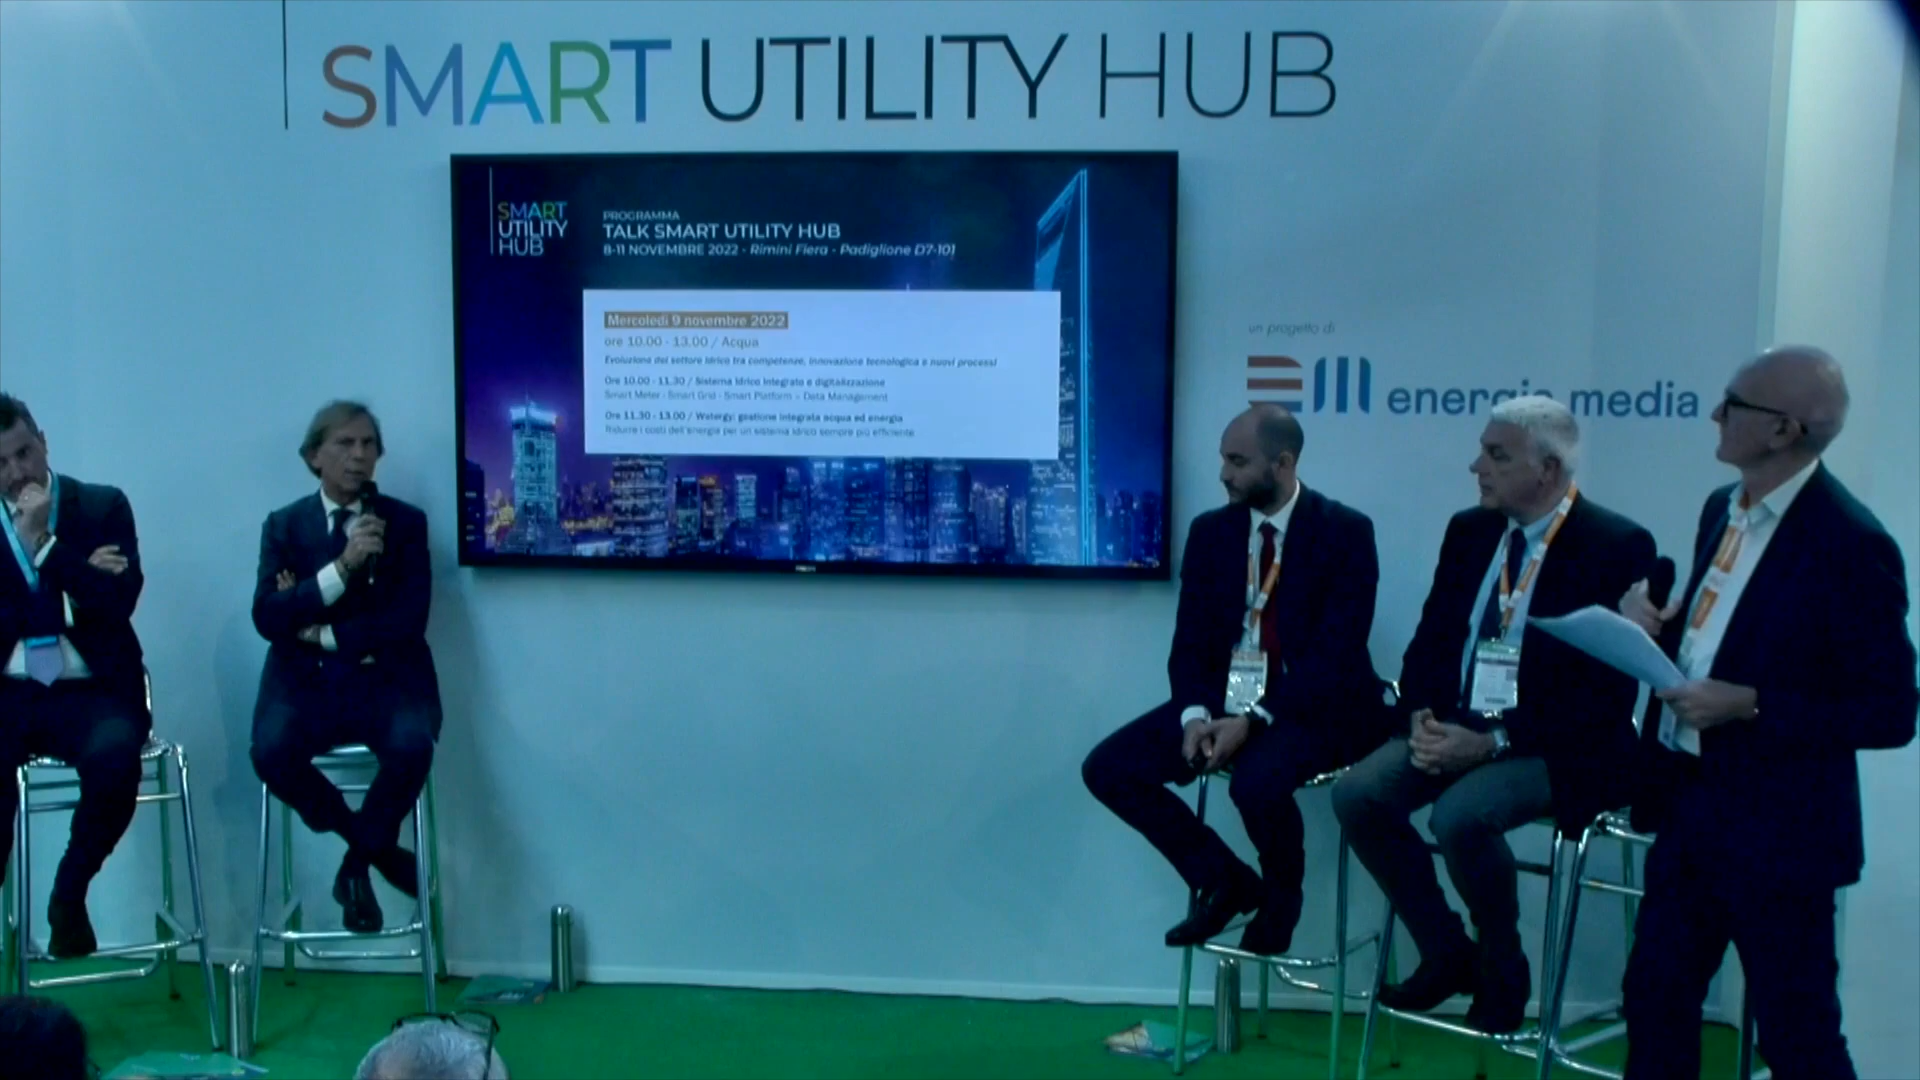 SMART UTILITY HUB
SMART
UTILITY
HUB
PROGRAMMA
TALK SMART UTILITY HUB
8-11 NOVEMBRE 2022 - Rimini Fiera - Padiglione D7-101
Mercoledì 9 novembre 2022
ore 10.00 - 13.00 / Acqua
Evoluzione del settore idrico tra competenze, innovazione tecnologica e nuovi processi
Ore 10.00 - 11.30 / Sistema Idrico Integrato e digitalizzazione
Smart Meter - Smart Grid - Smart Platform – Data Management
Ore 11.30 - 13.00 / Watergy: gestione integrata acqua ed energia
Ridurre i costi dell'energia per un sistema idrico sempre più efficiente
un progetto di
em energia media